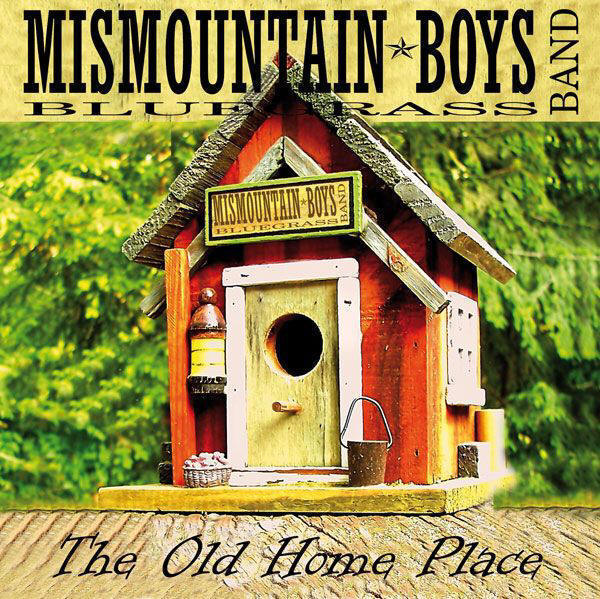 MISMOUNTAIN★BOYS
BLUEGRASS
BAND
MISMOUNTAIN★BOYS
BLUEGRASS
BAND
The Old Home Place